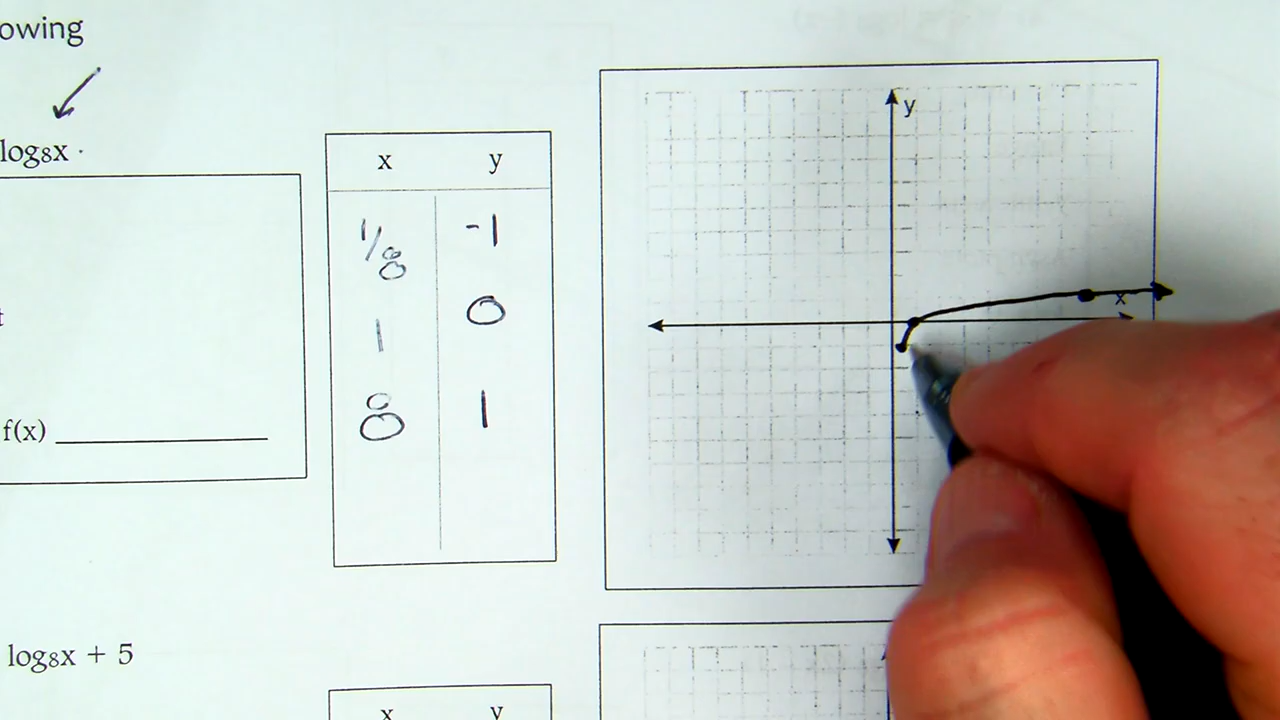 owing
log₈x
x y
1/8 -1
1 0
8 1
f(x)
y
x
log₈x + 5
x y